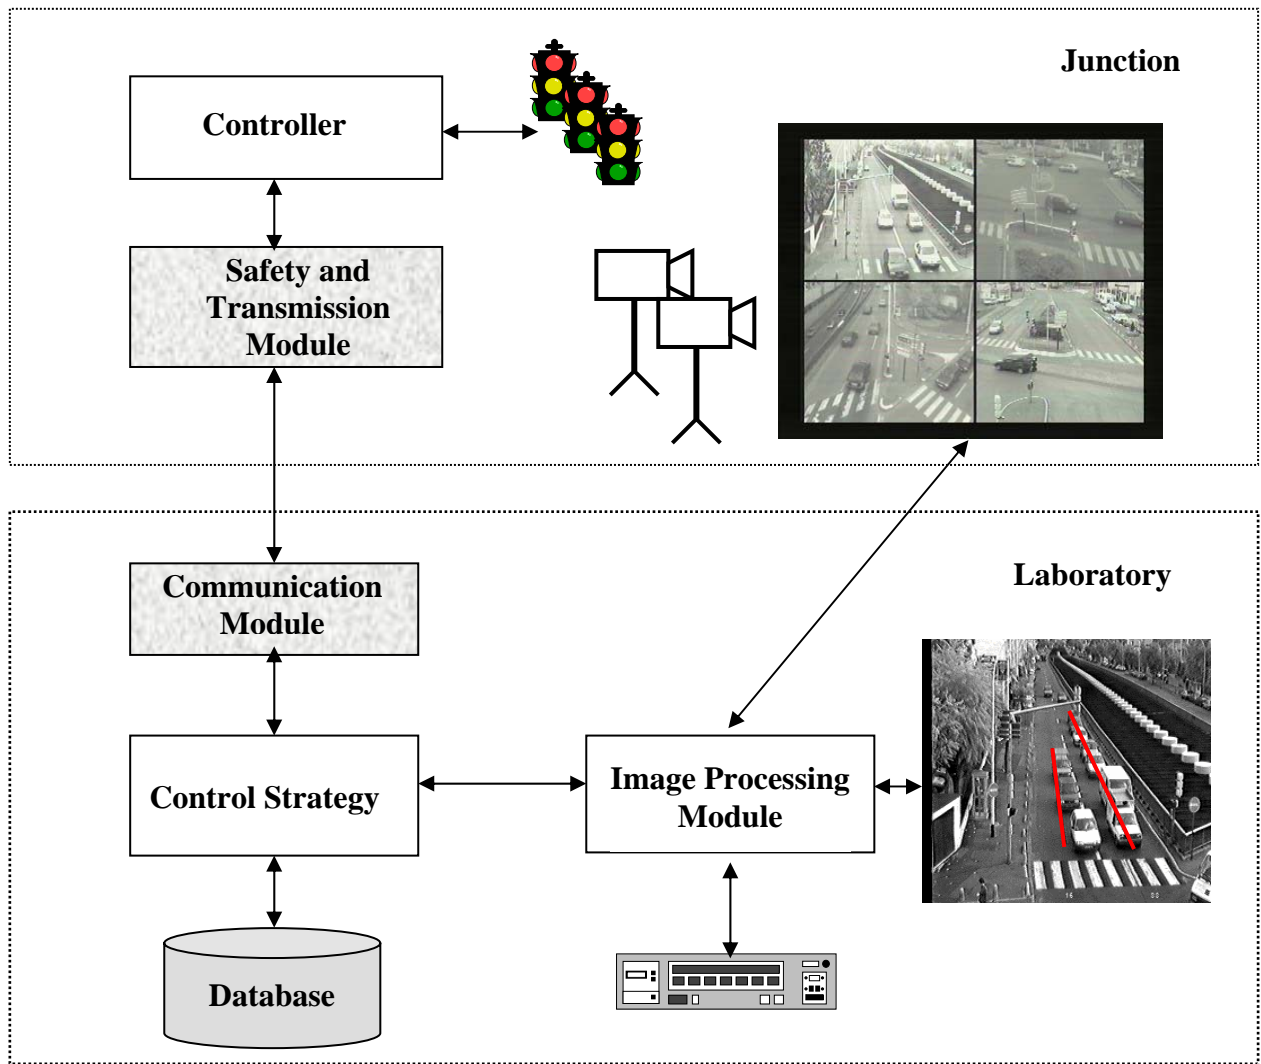 Junction
Controller
Safety and
Transmission
Module
Laboratory
Communication
Module
Control Strategy
Image Processing
Module
Database